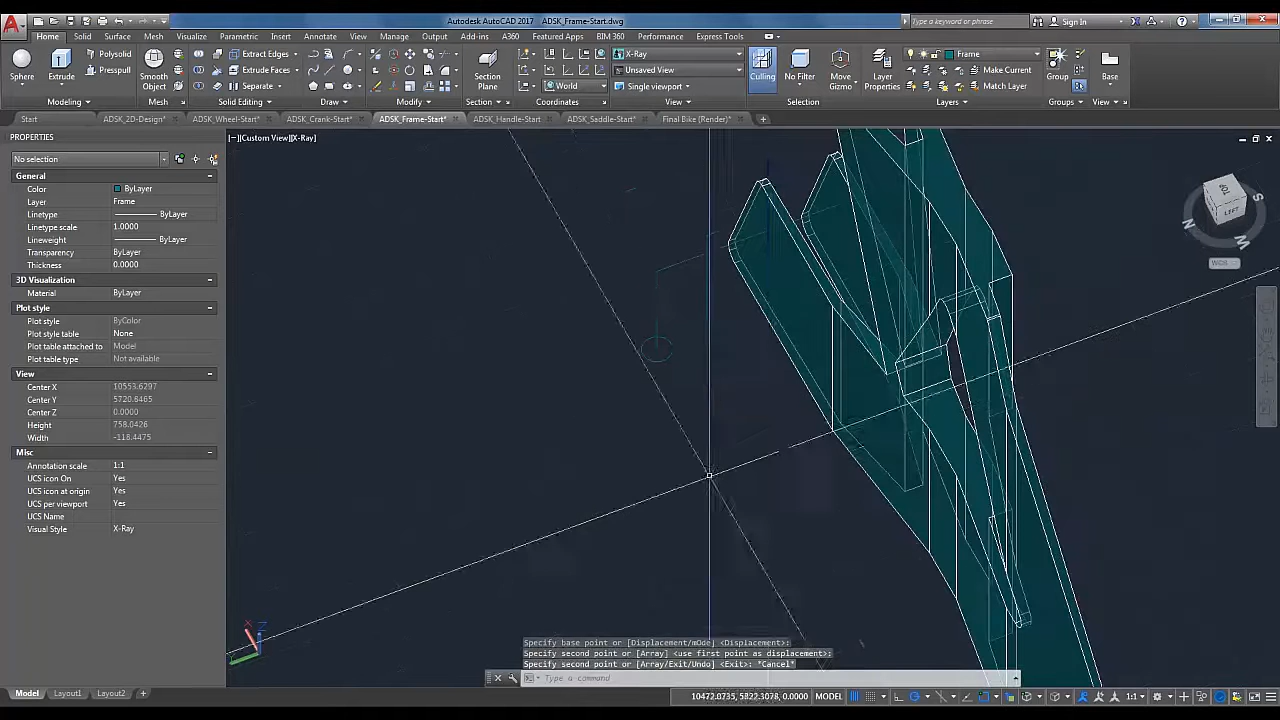 Autodesk AutoCAD 2017 ADSK_Frame-Start.dwg
Type a keyword or phrase
Sign In
Home Solid Surface Mesh Visualize Parametric Insert Annotate View Manage Output Add-ins A360 Featured Apps BIM 360 Performance Express Tools
Sphere
Extrude
Polysolid
Presspull
Smooth
Object
Extract Edges
Extrude Faces
Separate
Section
Plane
World
X-Ray
Unsaved View
Single viewport
Culling
No Filter
Move
Gizmo
Layer
Properties
Frame
Make Current
Match Layer
Group
Base
Modeling
Mesh
Solid Editing
Draw
Modify
Section
Coordinates
View
Selection
Layers
Groups
View
Start
ADSK_2D-Design*
ADSK_Wheel-Start*
ADSK_Crank-Start*
ADSK_Frame-Start*
ADSK_Handle-Start
ADSK_Saddle-Start*
Final Bike (Render)*
PROPERTIES
[−][Custom View][X-Ray]
No selection
General
Color ByLayer
Layer Frame
Linetype ByLayer
Linetype scale 1.0000
Lineweight ByLayer
Transparency ByLayer
Thickness 0.0000
3D Visualization
Material ByLayer
Plot style
Plot style ByColor
Plot style table None
Plot table attached to Model
Plot table type Not available
View
Center X 10553.6297
Center Y 5720.8465
Center Z 0.0000
Height 758.0426
Width -118.4475
Misc
Annotation scale 1:1
UCS icon On Yes
UCS icon at origin Yes
UCS per viewport Yes
UCS Name
Visual Style X-Ray
TOP
LEFT
N
S
W
WCS
X
Z
Specify base point or [Displacement/mOde] <Displacement>:
Specify second point or [Array] <use first point as displacement>:
Specify second point or [Array/Exit/Undo] <Exit>: *Cancel*
Type a command
Model
Layout1
Layout2
10472.0735, 5822.3078, 0.0000 MODEL
1:1